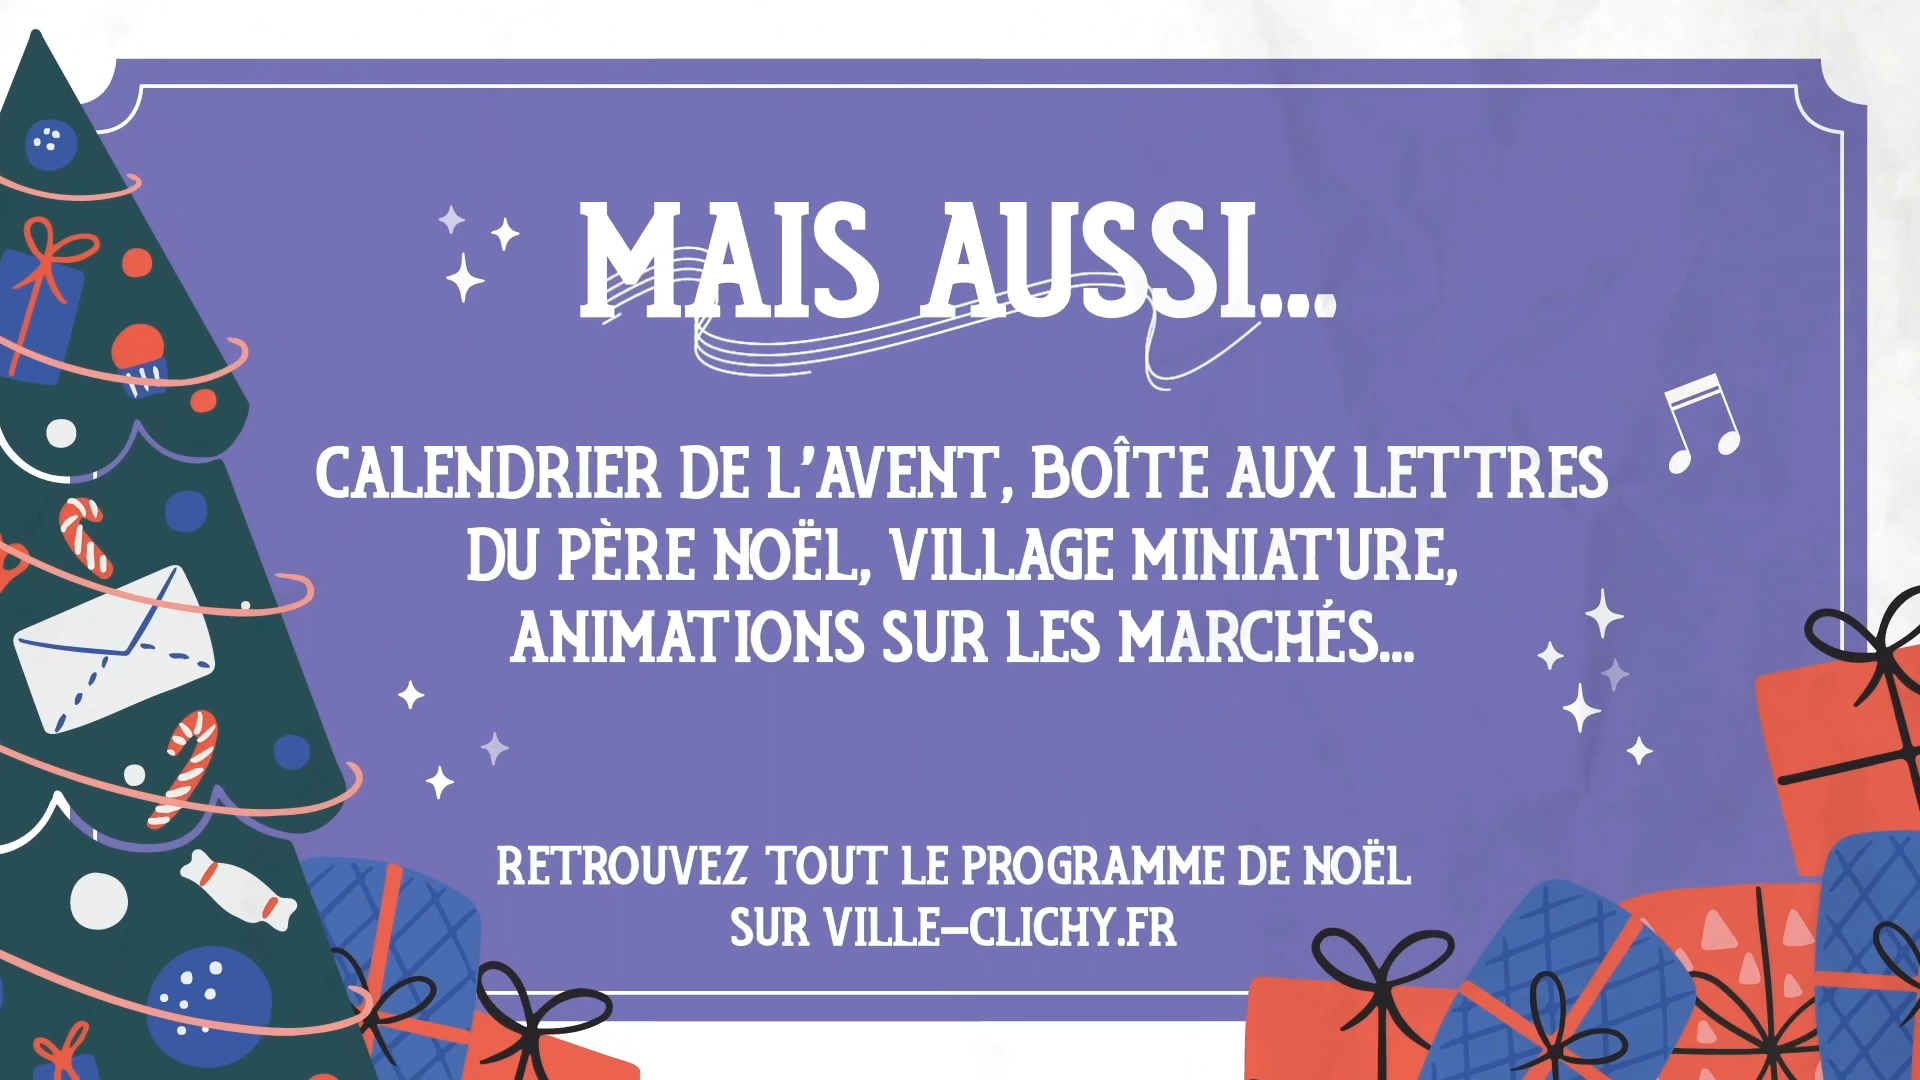 MAIS AUSSI...
CALENDRIER DE L'AVENT, BOÎTE AUX LETTRES
DU PÈRE NOËL, VILLAGE MINIATURE,
ANIMATIONS SUR LES MARCHÉS...
RETROUVEZ TOUT LE PROGRAMME DE NOËL
SUR VILLE-CLICHY.FR